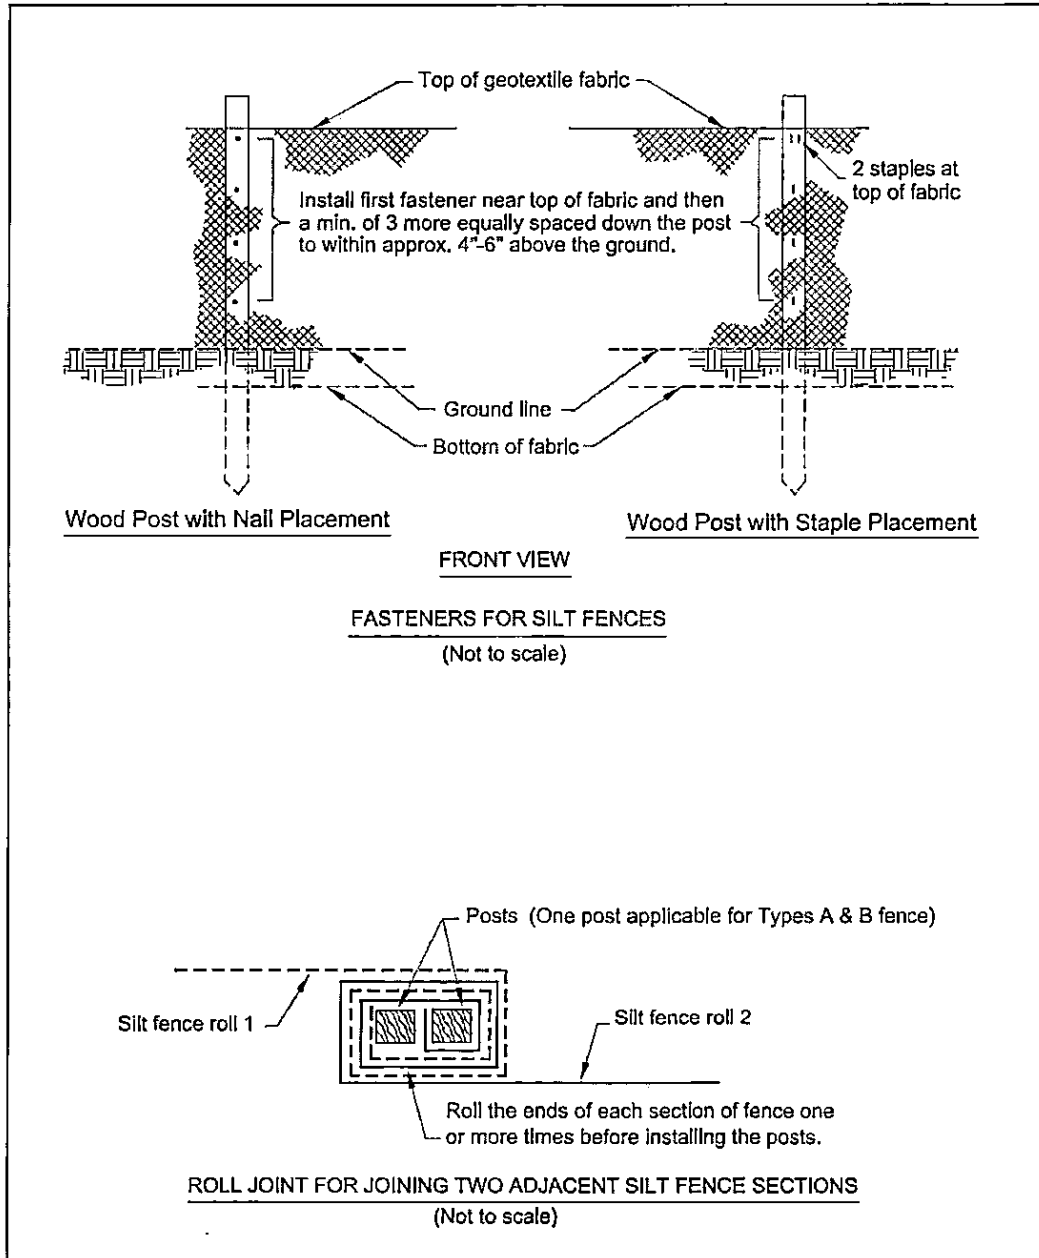 Top of geotextile fabric
2 staples at
top of fabric
Install first fastener near top of fabric and then
a min. of 3 more equally spaced down the post
to within approx. 4"-6" above the ground.
Ground line
Bottom of fabric
Wood Post with Nail Placement
Wood Post with Staple Placement
FRONT VIEW
FASTENERS FOR SILT FENCES
(Not to scale)
Posts (One post applicable for Types A & B fence)
Silt fence roll 1
Silt fence roll 2
Roll the ends of each section of fence one
or more times before installing the posts.
ROLL JOINT FOR JOINING TWO ADJACENT SILT FENCE SECTIONS
(Not to scale)